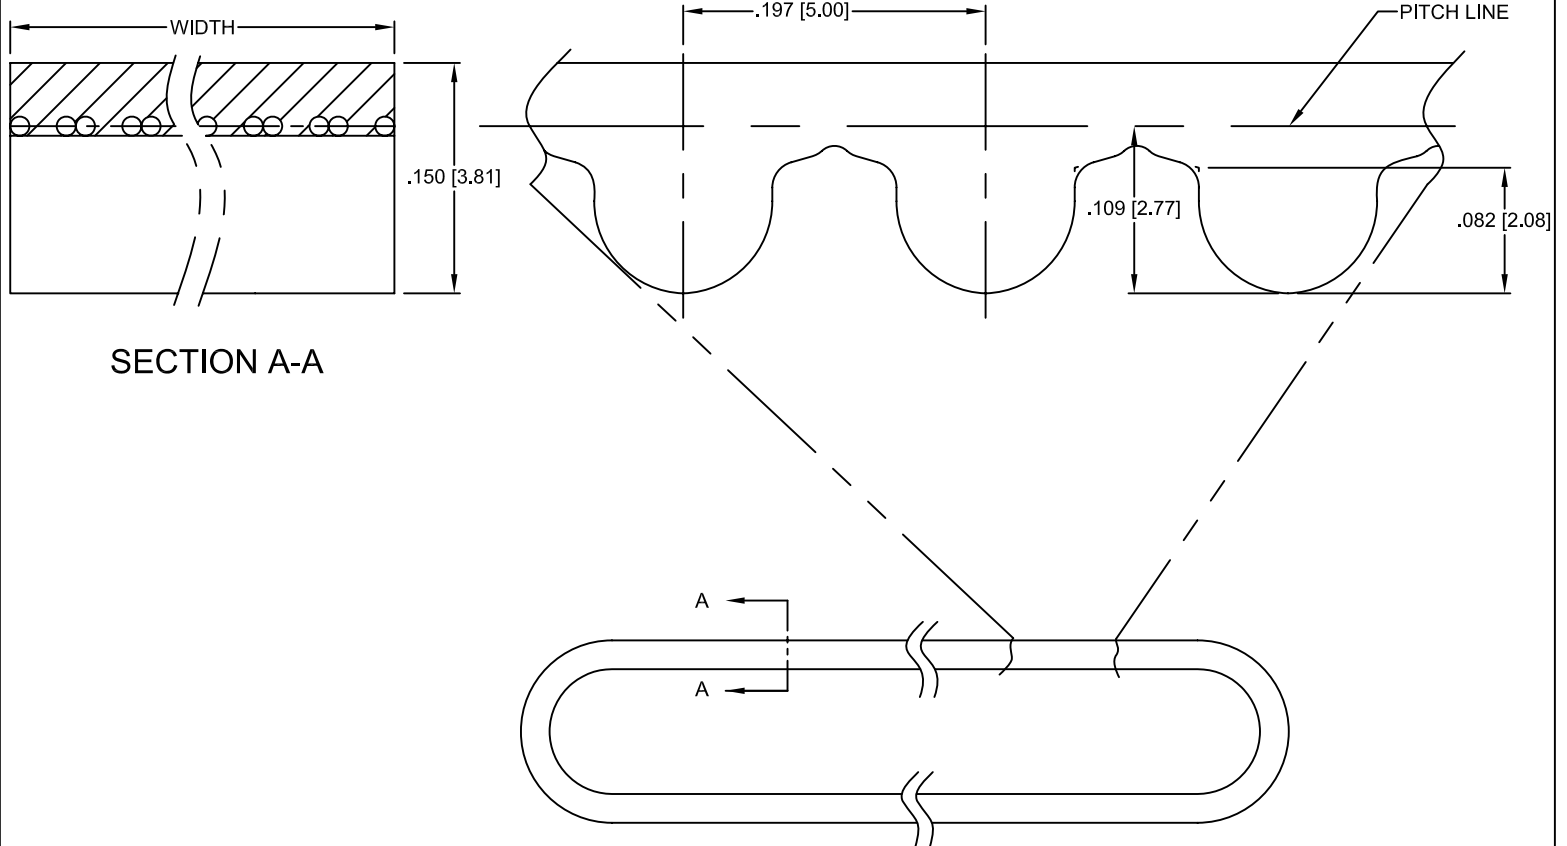 WIDTH
.197 [5.00]
PITCH LINE
.150 [3.81]
.109 [2.77]
.082 [2.08]
SECTION A-A
A
A